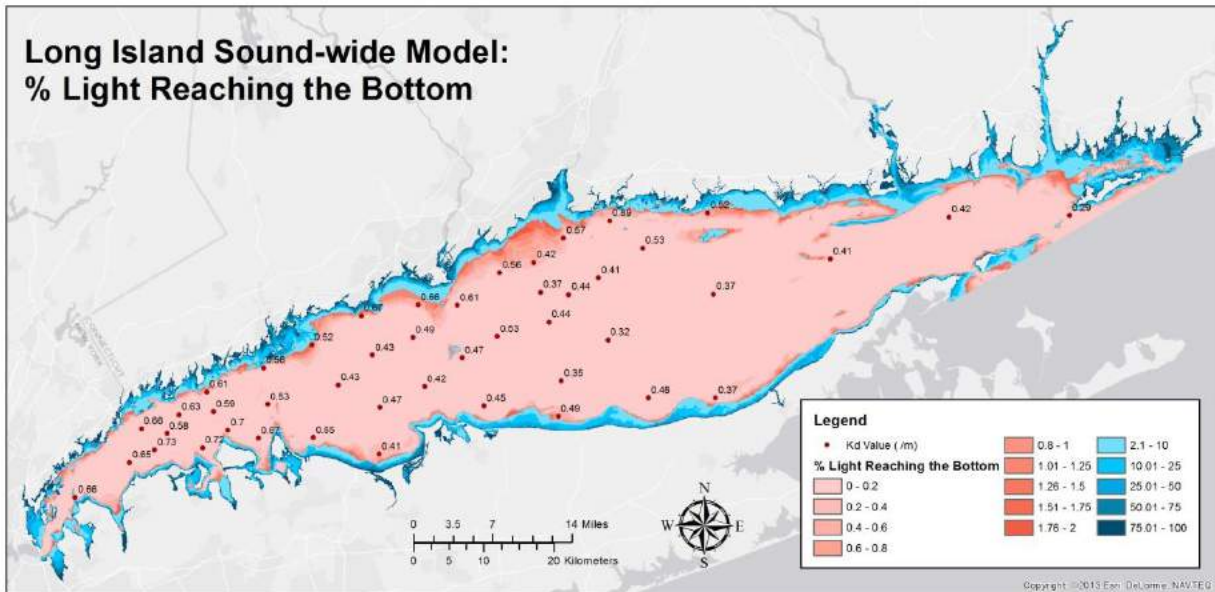 Long Island Sound-wide Model:
% Light Reaching the Bottom
0.29
0.42
0.52
0.89
0.57
0.53
0.41
0.42
0.56
0.41
0.37
0.44
0.37
0.66
0.61
0.44
0.49
0.53
0.32
0.52
0.43
0.47
0.56
0.43
0.42
0.35
0.48
0.37
0.61
0.53
0.47
0.45
0.49
0.63
0.59
0.66
0.58
0.7
0.73
0.72
0.41
0.65
0.66
Legend
Kd Value ( /m)
% Light Reaching the Bottom
0 - 0.2
0.2 - 0.4
0.4 - 0.6
0.6 - 0.8
0.8 - 1
1.01 - 1.25
1.26 - 1.5
1.51 - 1.75
1.76 - 2
2.1 - 10
10.01 - 25
25.01 - 50
50.01 - 75
75.01 - 100
N
W E
S
0 3.5 7 14 Miles
0 5 10 20 Kilometers
Copyright: ©2013 Esri, DeLorme, NAVTEQ